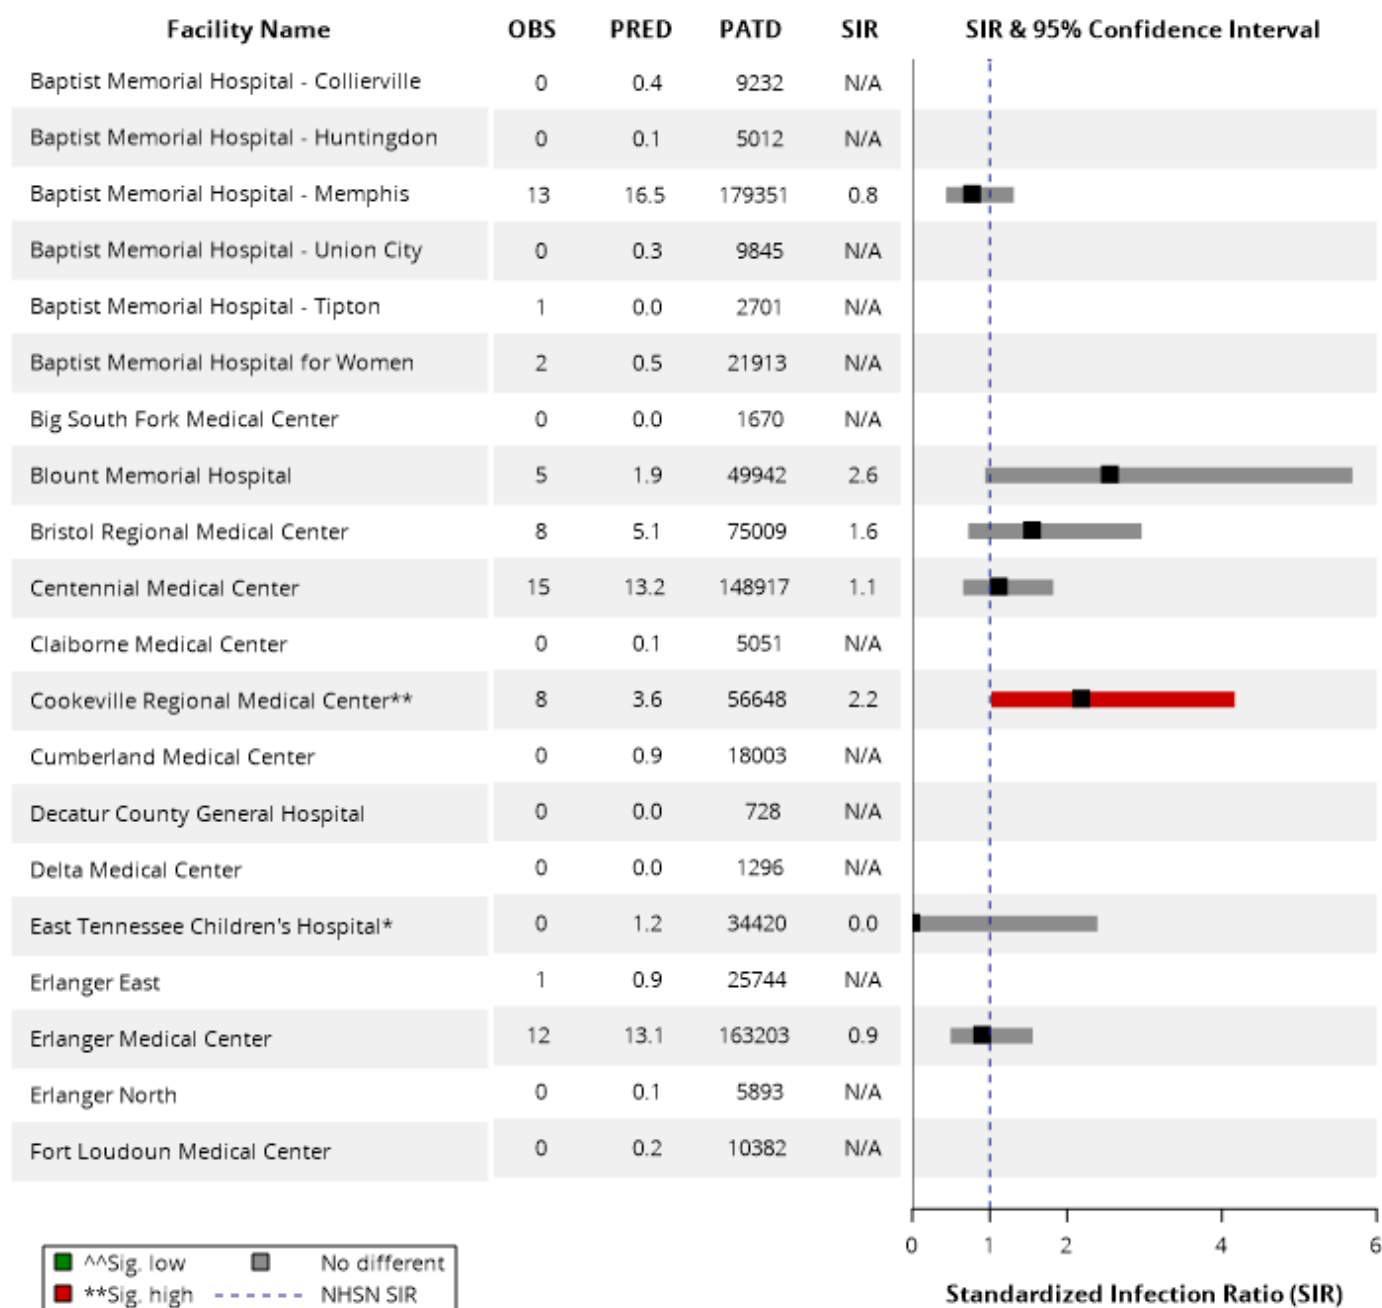 Facility Name OBS PRED PATD SIR SIR & 95% Confidence Interval
Baptist Memorial Hospital - Collierville 0 0.4 9232 N/A
Baptist Memorial Hospital - Huntingdon 0 0.1 5012 N/A
Baptist Memorial Hospital - Memphis 13 16.5 179351 0.8
Baptist Memorial Hospital - Union City 0 0.3 9845 N/A
Baptist Memorial Hospital - Tipton 1 0.0 2701 N/A
Baptist Memorial Hospital for Women 2 0.5 21913 N/A
Big South Fork Medical Center 0 0.0 1670 N/A
Blount Memorial Hospital 5 1.9 49942 2.6
Bristol Regional Medical Center 8 5.1 75009 1.6
Centennial Medical Center 15 13.2 148917 1.1
Claiborne Medical Center 0 0.1 5051 N/A
Cookeville Regional Medical Center** 8 3.6 56648 2.2
Cumberland Medical Center 0 0.9 18003 N/A
Decatur County General Hospital 0 0.0 728 N/A
Delta Medical Center 0 0.0 1296 N/A
East Tennessee Children's Hospital* 0 1.2 34420 0.0
Erlanger East 1 0.9 25744 N/A
Erlanger Medical Center 12 13.1 163203 0.9
Erlanger North 0 0.1 5893 N/A
Fort Loudoun Medical Center 0 0.2 10382 N/A
0 1 2 4 6
^^Sig. low No different
**Sig. high NHSN SIR
Standardized Infection Ratio (SIR)